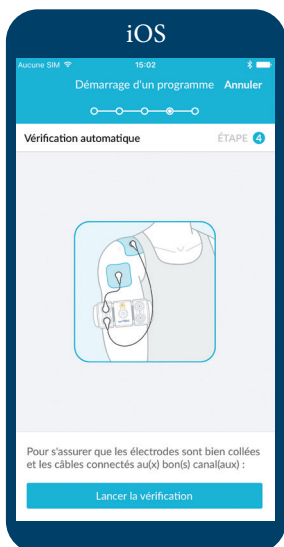 iOS
Aucune SIM 15:02
Démarrage d'un programme Annuler
Vérification automatique ÉTAPE 4
Pour s'assurer que les électrodes sont bien collées
et les câbles connectés au(x) bon(s) canal(aux) :
Lancer la vérification